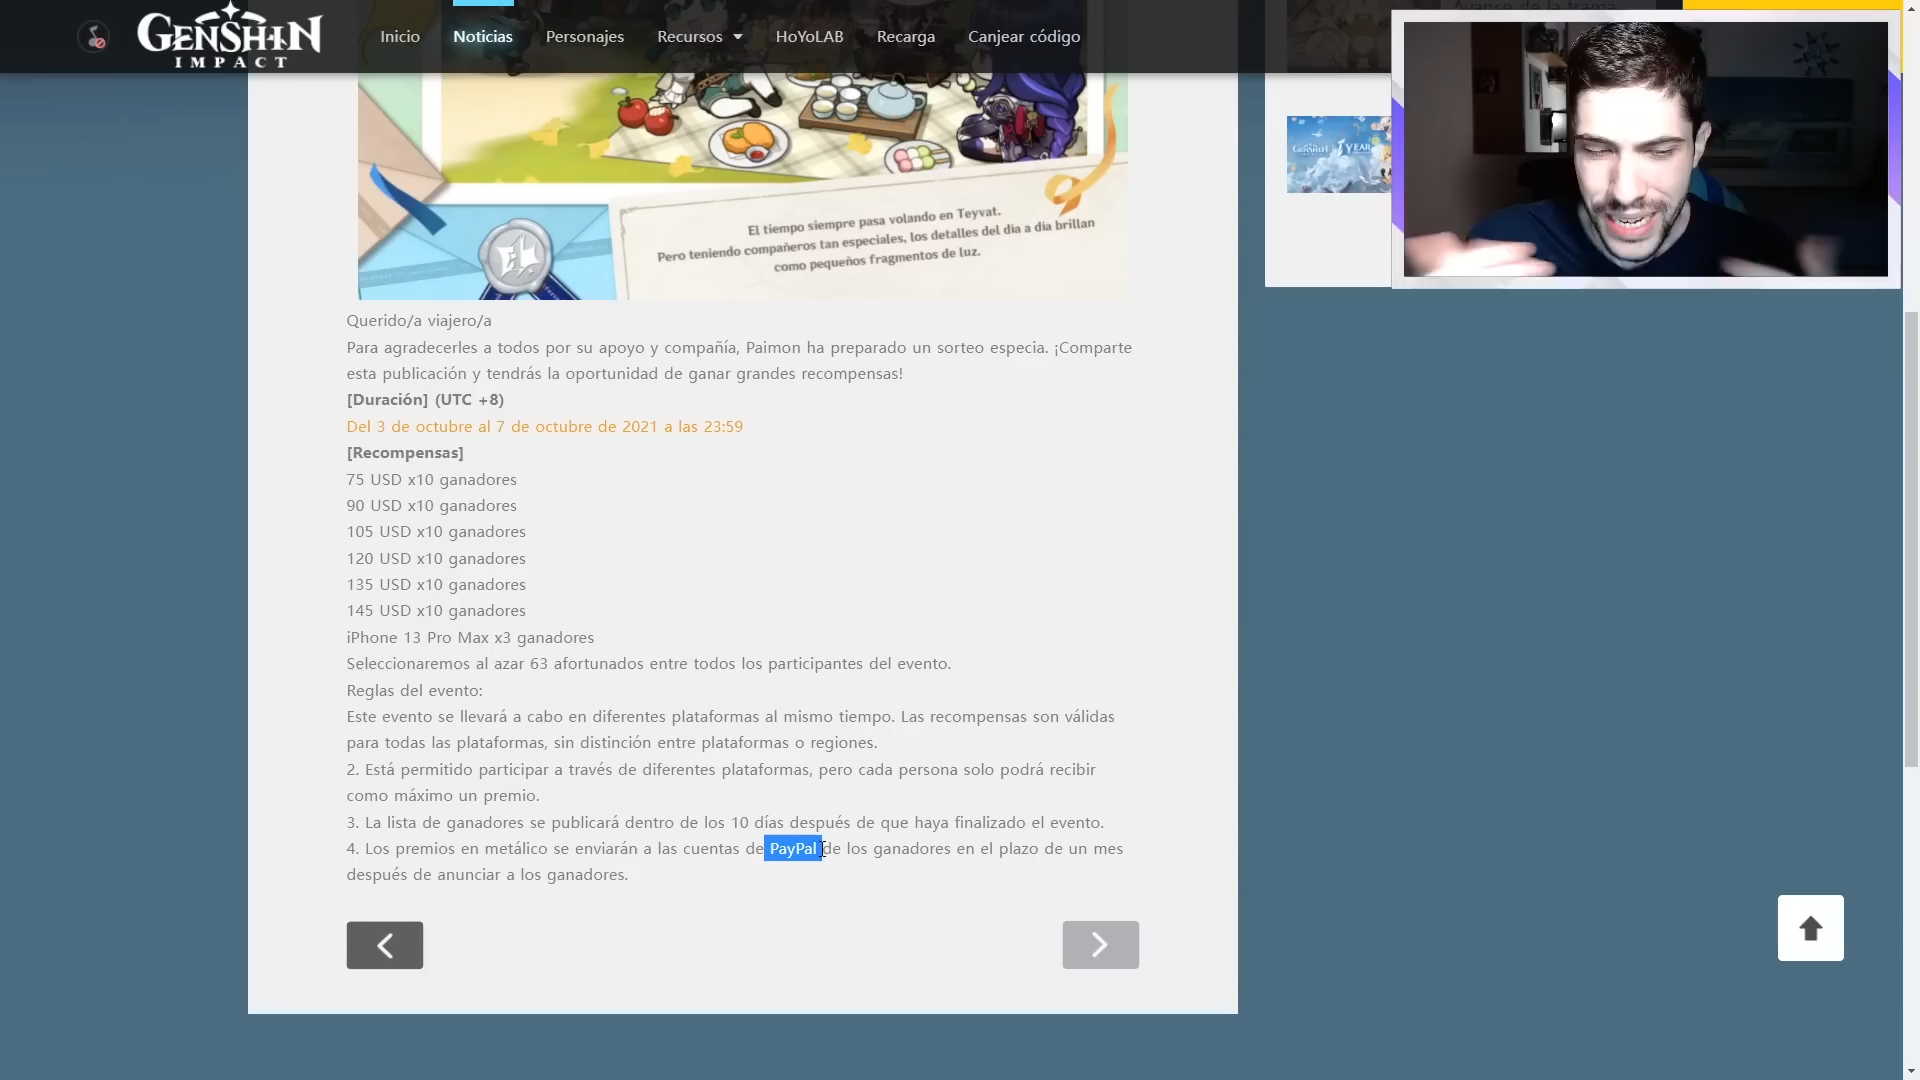 GENSHIN
IMPACT
Inicio
Noticias
Personajes
Recursos
HoYoLAB
Recarga
Canjear código
Avance de la trama
GENSHIN
1 YEAR
El tiempo siempre pasa volando en Teyvat.
Pero teniendo compañeros tan especiales, los detalles del dia a dia brillan
como pequeños fragmentos de luz.
Querido/a viajero/a
Para agradecerles a todos por su apoyo y compañía, Paimon ha preparado un sorteo especia. ¡Comparte
esta publicación y tendrás la oportunidad de ganar grandes recompensas!
[Duración] (UTC +8)
Del 3 de octubre al 7 de octubre de 2021 a las 23:59
[Recompensas]
75 USD x10 ganadores
90 USD x10 ganadores
105 USD x10 ganadores
120 USD x10 ganadores
135 USD x10 ganadores
145 USD x10 ganadores
iPhone 13 Pro Max x3 ganadores
Seleccionaremos al azar 63 afortunados entre todos los participantes del evento.
Reglas del evento:
Este evento se llevará a cabo en diferentes plataformas al mismo tiempo. Las recompensas son válidas
para todas las plataformas, sin distinción entre plataformas o regiones.
2. Está permitido participar a través de diferentes plataformas, pero cada persona solo podrá recibir
como máximo un premio.
3. La lista de ganadores se publicará dentro de los 10 días después de que haya finalizado el evento.
4. Los premios en metálico se enviarán a las cuentas de PayPal de los ganadores en el plazo de un mes
después de anunciar a los ganadores.